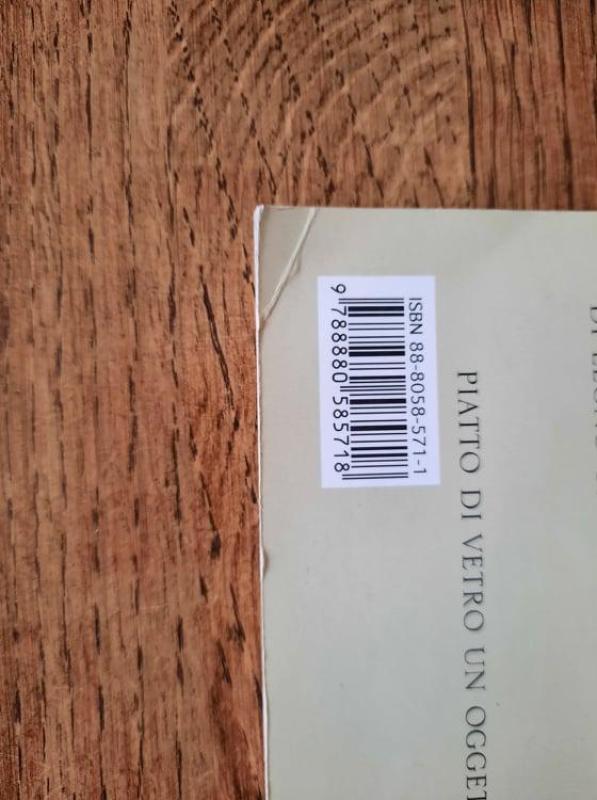 PIATTO DI VETRO UN OGGET
ISBN 88-8058-571-1
9 788880 585718